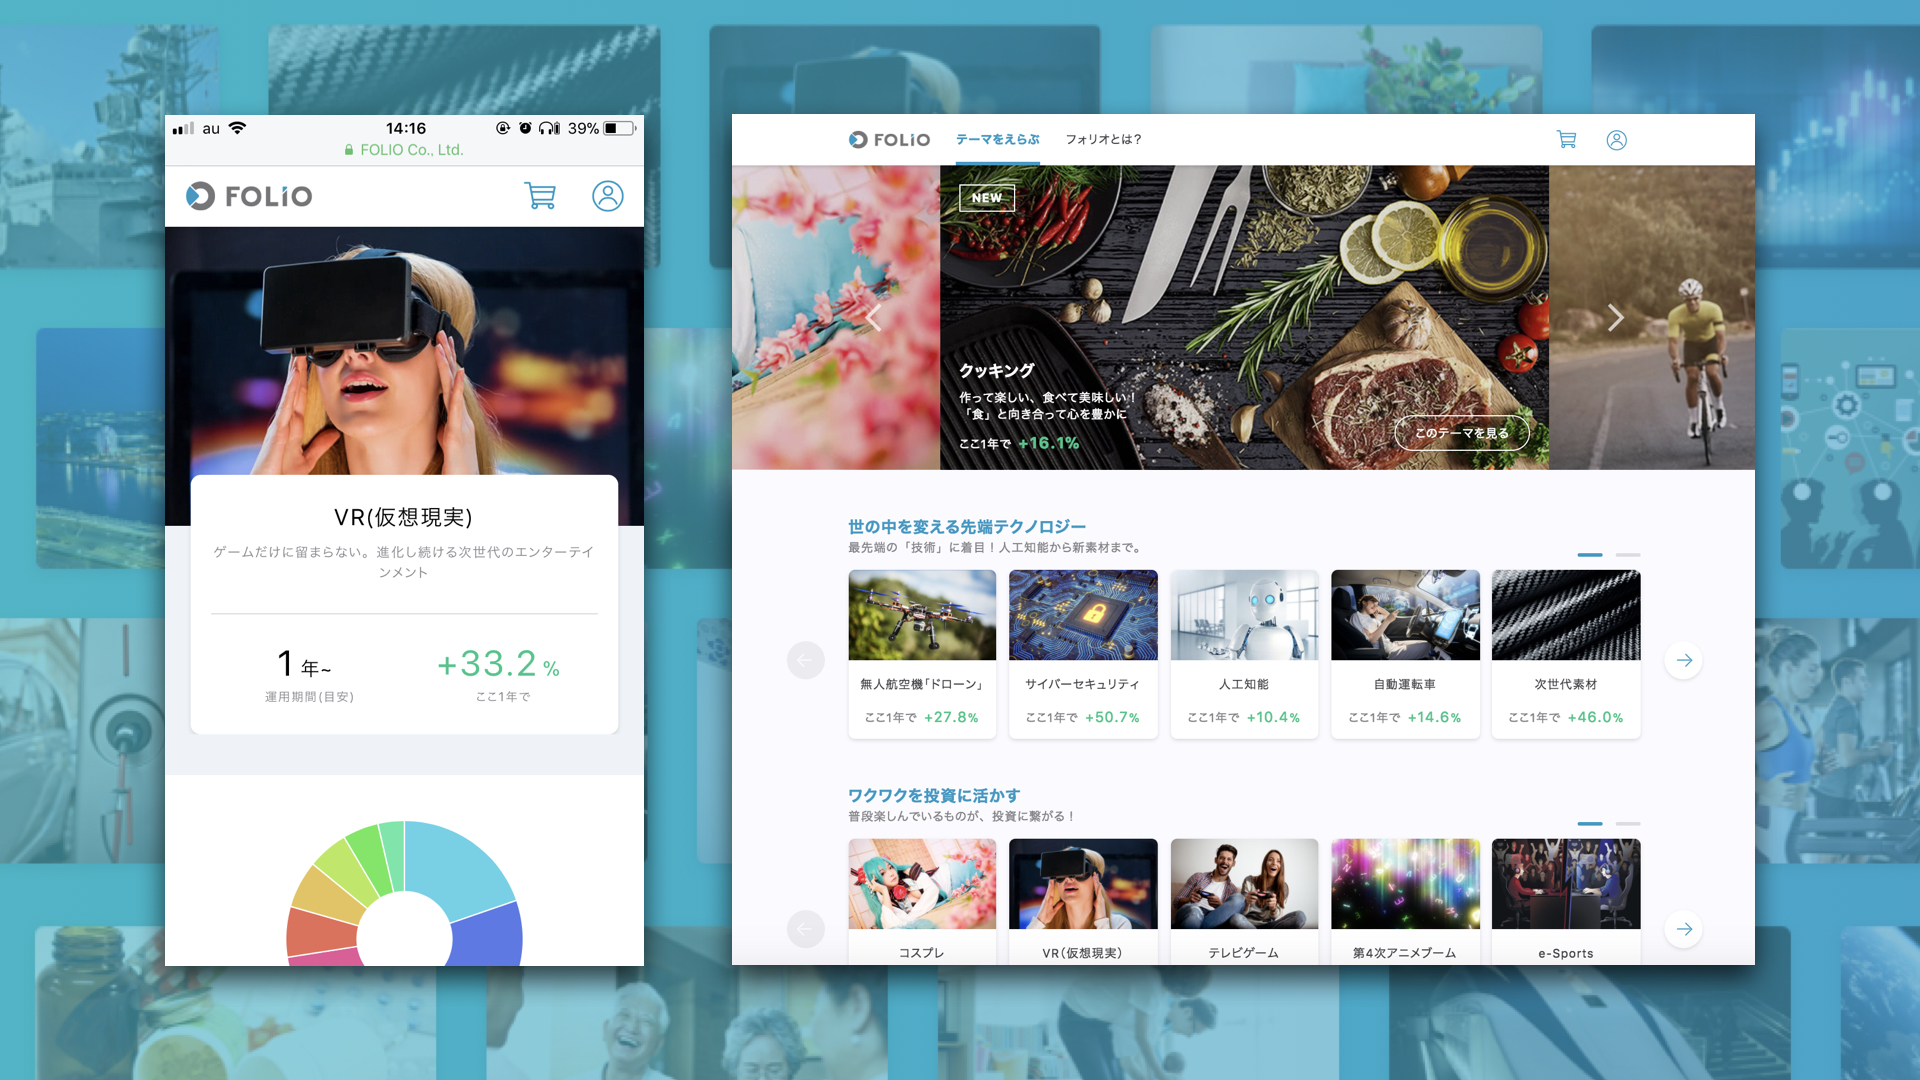 au
14:16
39%
FOLIO Co., Ltd.
FOLIO
VR(仮想現実)
ゲームだけに留まらない。進化し続ける次世代のエンターテイ
ンメント
1 年~
運用期間(目安)
+33.2 %
ここ1年で
FOLIO
テーマをえらぶ
フォリオとは?
NEW
クッキング
作って楽しい、食べて美味しい!
「食」と向き合って心を豊かに
ここ1年で +16.1%
このテーマを見る
世の中を変える先端テクノロジー
最先端の「技術」に着目!人工知能から新素材まで。
無人航空機「ドローン」
ここ1年で +27.8%
サイバーセキュリティ
ここ1年で +50.7%
人工知能
ここ1年で +10.4%
自動運転車
ここ1年で +14.6%
次世代素材
ここ1年で +46.0%
ワクワクを投資に活かす
普段楽しんでいるものが、投資に繋がる!
コスプレ
VR(仮想現実)
テレビゲーム
第4次アニメブーム
e-Sports